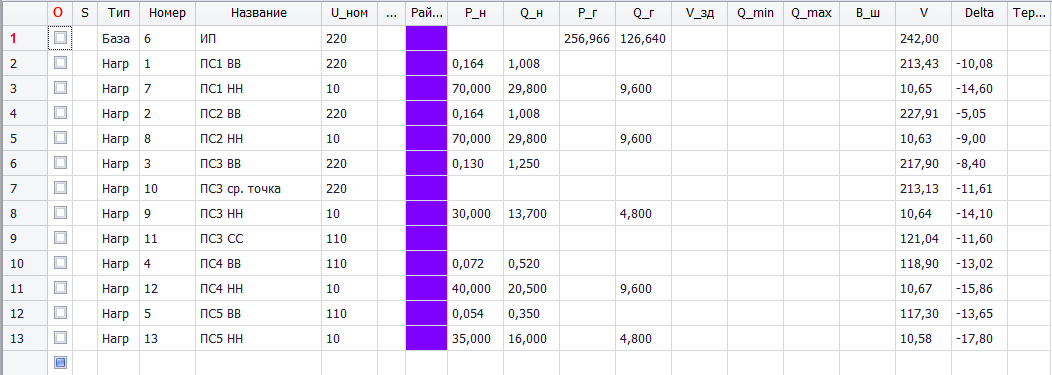 O S Тип Номер Название U_ном ... Рай... P_н Q_н P_г Q_г V_зд Q_min Q_max B_ш V Delta Тер...
1 База 6 ИП 220 256,966 126,640 242,00
2 Нагр 1 ПС1 ВВ 220 0,164 1,008 213,43 -10,08
3 Нагр 7 ПС1 НН 10 70,000 29,800 9,600 10,65 -14,60
4 Нагр 2 ПС2 ВВ 220 0,164 1,008 227,91 -5,05
5 Нагр 8 ПС2 НН 10 70,000 29,800 9,600 10,63 -9,00
6 Нагр 3 ПС3 ВВ 220 0,130 1,250 217,90 -8,40
7 Нагр 10 ПС3 ср. точка 220 213,13 -11,61
8 Нагр 9 ПС3 НН 10 30,000 13,700 4,800 10,64 -14,10
9 Нагр 11 ПС3 СС 110 121,04 -11,60
10 Нагр 4 ПС4 ВВ 110 0,072 0,520 118,90 -13,02
11 Нагр 12 ПС4 НН 10 40,000 20,500 9,600 10,67 -15,86
12 Нагр 5 ПС5 ВВ 110 0,054 0,350 117,30 -13,65
13 Нагр 13 ПС5 НН 10 35,000 16,000 4,800 10,58 -17,80